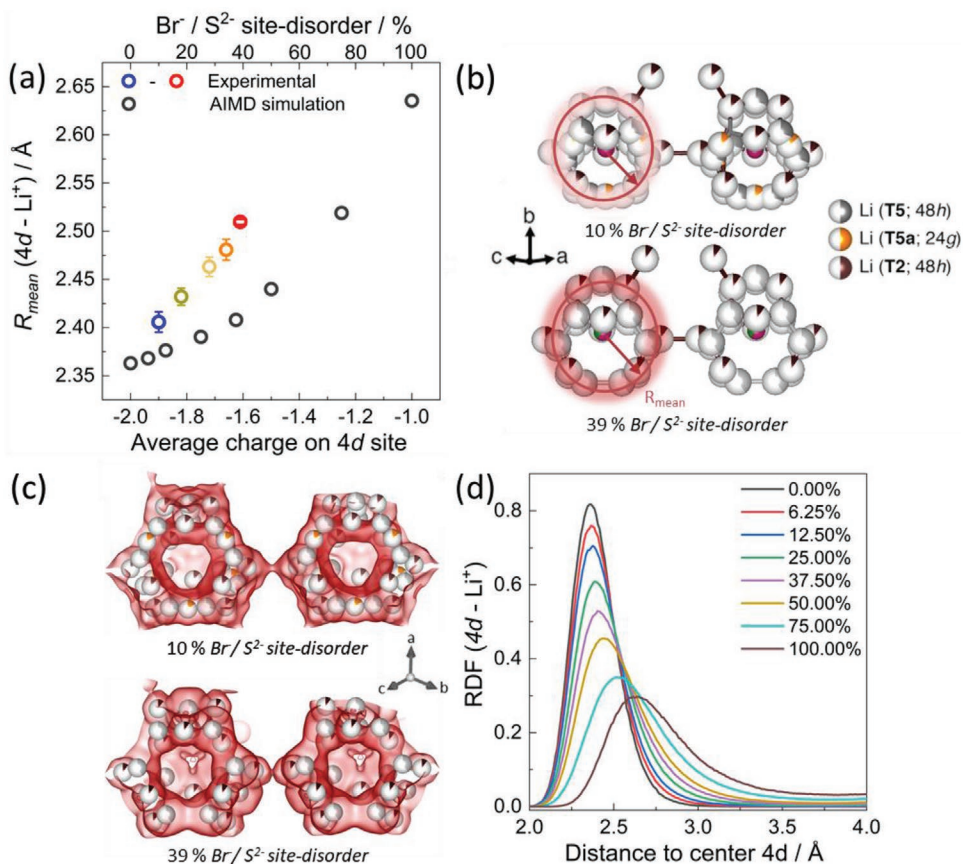 (a)
Br⁻ / S²⁻ site-disorder / %
0 10 20 30 40 50 60 70 80 90 100
- Experimental
AIMD simulation
2.65
2.60
2.55
2.50
2.45
2.40
2.35
R_mean (4d - Li⁺) / Å
-2.0 -1.8 -1.6 -1.4 -1.2 -1.0
Average charge on 4d site
(b)
10 % Br⁻/ S²⁻ site-disorder
b
c a
Li (T5; 48h)
Li (T5a; 24g)
Li (T2; 48h)
R_mean
39 % Br⁻/ S²⁻ site-disorder
(c)
10 % Br⁻/ S²⁻ site-disorder
a
c b
39 % Br⁻/ S²⁻ site-disorder
(d)
0.8
0.6
0.4
0.2
0.0
RDF (4d - Li⁺)
0.00%
6.25%
12.50%
25.00%
37.50%
50.00%
75.00%
100.00%
2.0 2.5 3.0 3.5 4.0
Distance to center 4d / Å